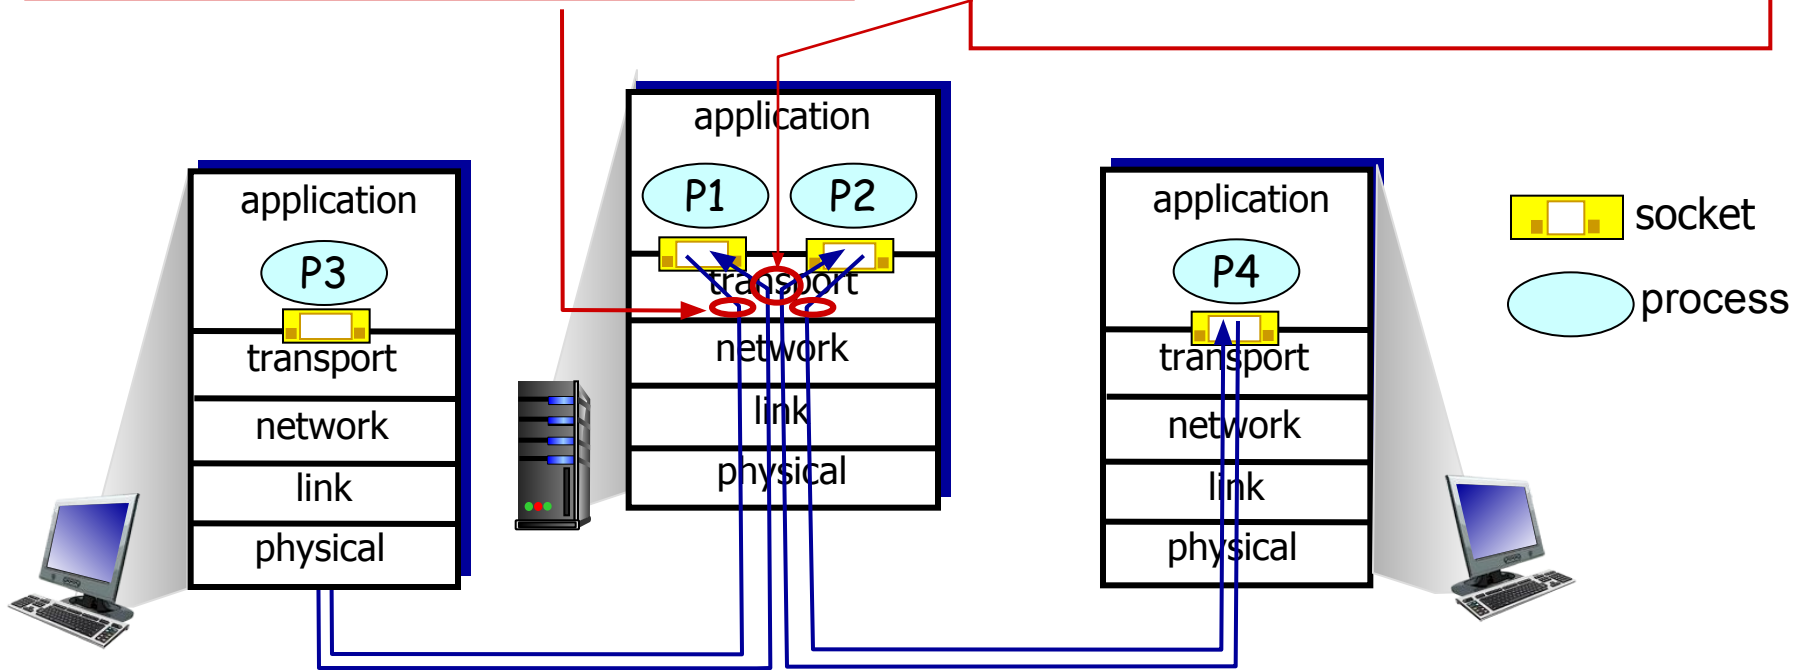 application
P1 P2
transport
network
link
physical
application
P3
transport
network
link
physical
application
P4
transport
network
link
physical
socket
process